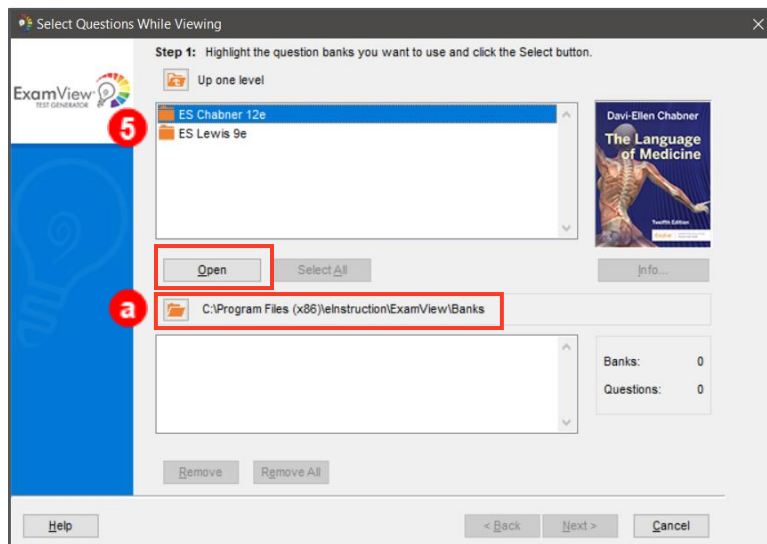 Select Questions While Viewing
ExamView
TEST GENERATOR
Step 1: Highlight the question banks you want to use and click the Select button.
Up one level
5
ES Chabner 12e
ES Lewis 9e
Davi-Ellen Chabner
The Language
of Medicine
Twelfth Edition
Open
Select All
Info...
a
C:\Program Files (x86)\eInstruction\ExamView\Banks
Banks: 0
Questions: 0
Remove
Remove All
Help
< Back
Next >
Cancel